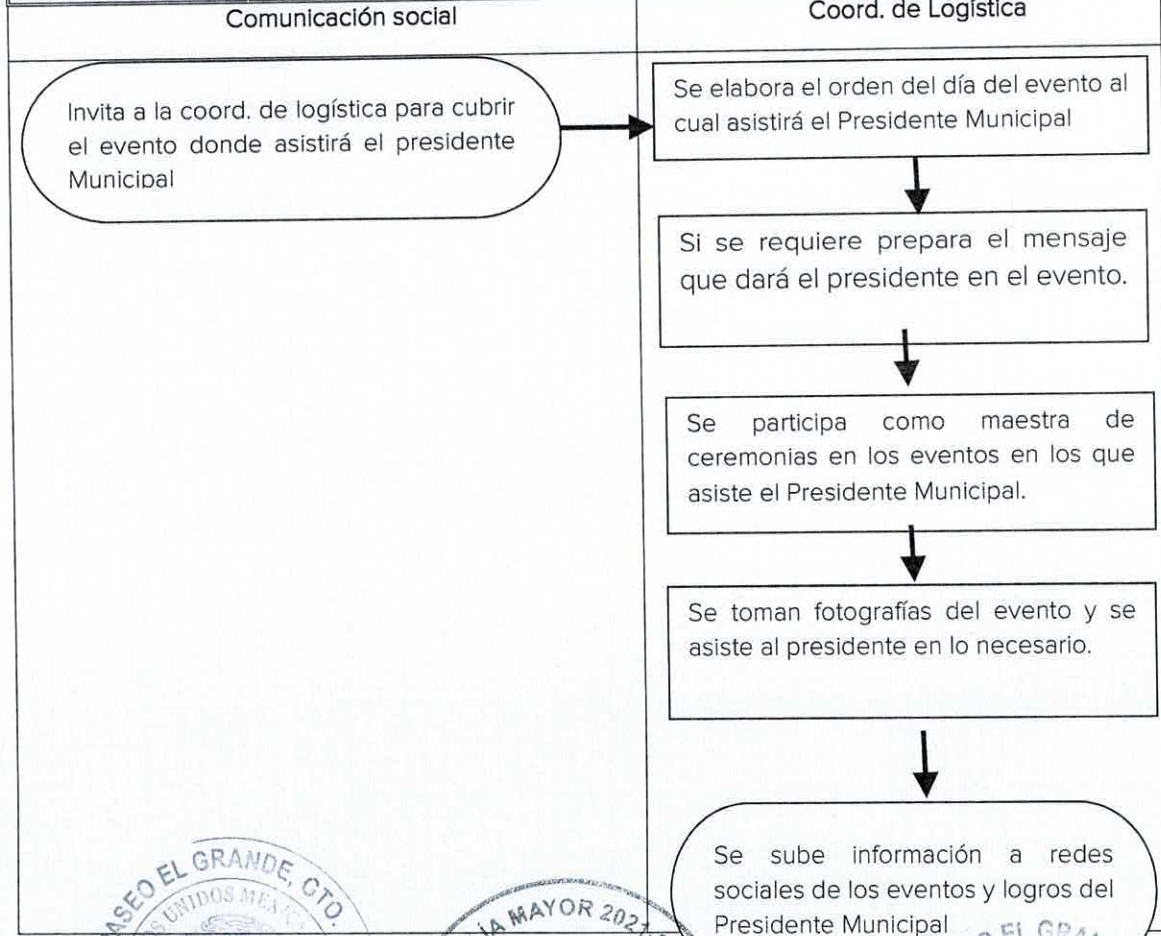 Comunicación social
Coord. de Logística
Invita a la coord. de logística para cubrir
el evento donde asistirá el presidente
Municipal
Se elabora el orden del día del evento al
cual asistirá el Presidente Municipal
Si se requiere prepara el mensaje
que dará el presidente en el evento.
Se participa como maestra de
ceremonias en los eventos en los que
asiste el Presidente Municipal.
Se toman fotografías del evento y se
asiste al presidente en lo necesario.
Se sube información a redes
sociales de los eventos y logros del
Presidente Municipal
EL GRANDE, GTO.
UNIDOS
MAYOR
EL